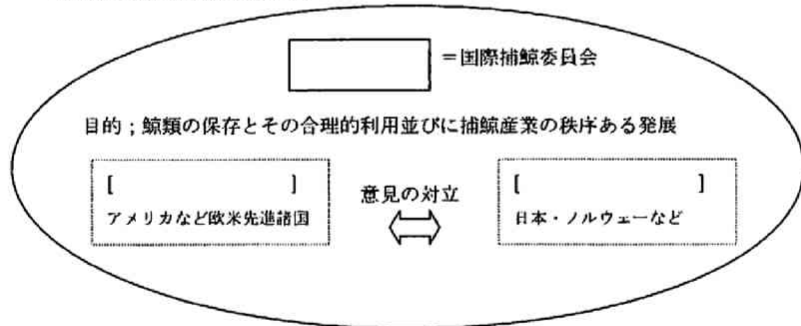 ＝国際捕鯨委員会
目的；鯨類の保存とその合理的利用並びに捕鯨産業の秩序ある発展
[ ]
アメリカなど欧米先進諸国
意見の対立
[ ]
日本・ノルウェーなど